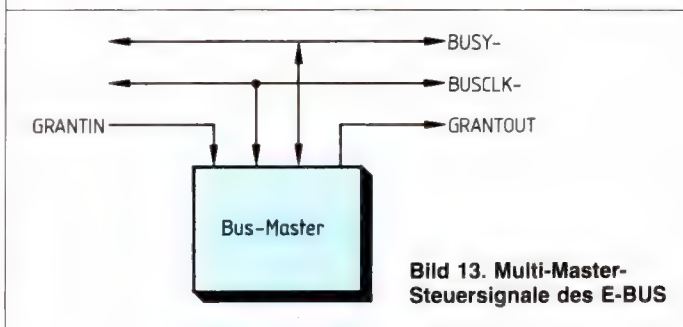 BUSY-
BUSCLK-
GRANTIN
GRANTOUT
Bus-Master
Bild 13. Multi-Master-
Steuersignale des E-BUS